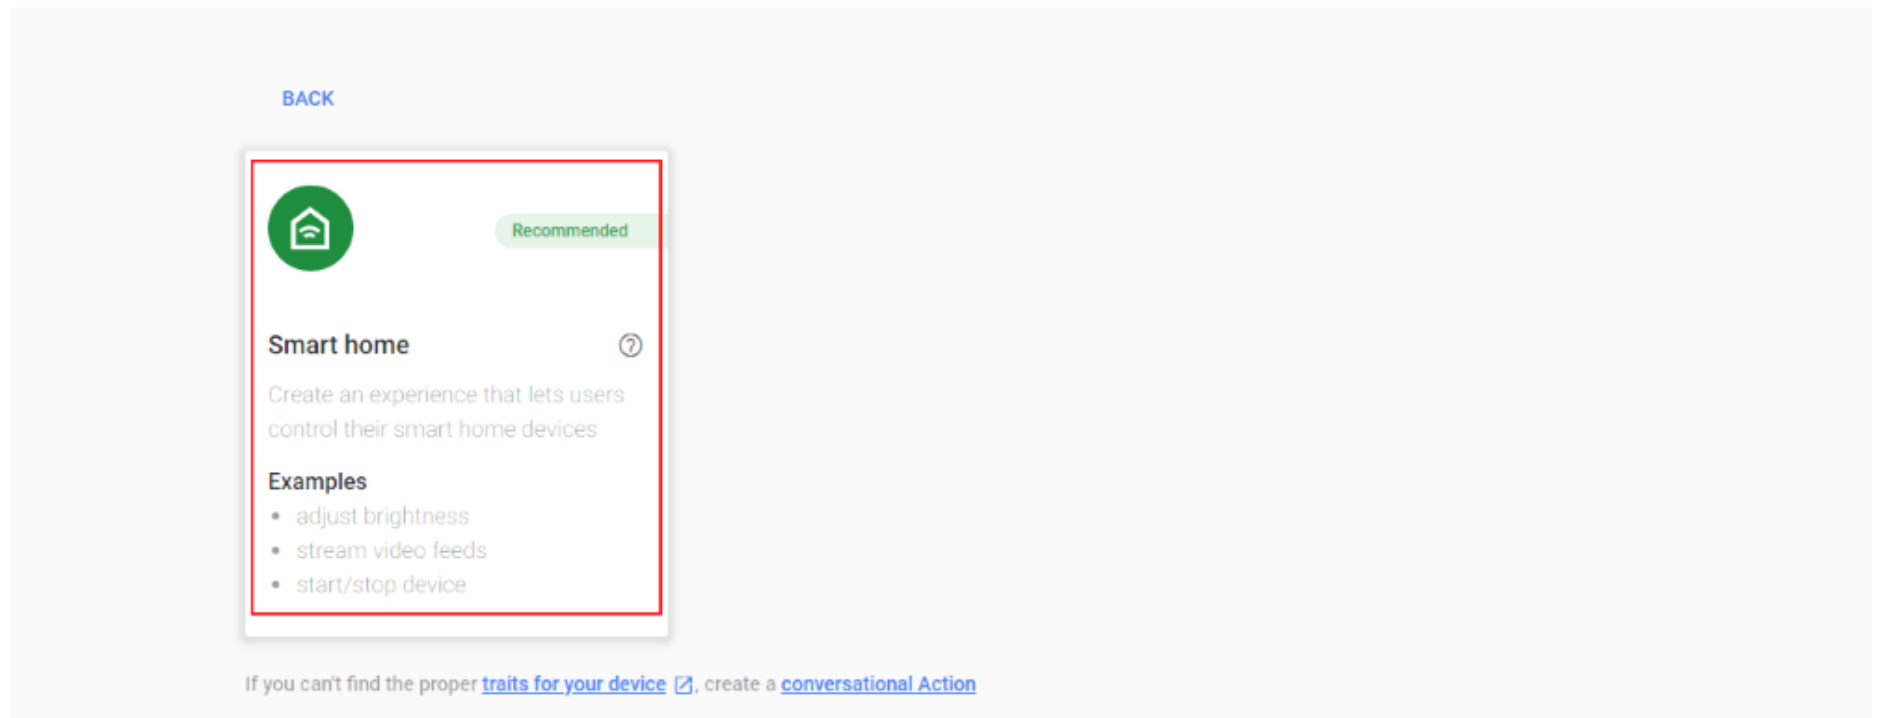 BACK
Recommended
Smart home
Create an experience that lets users
control their smart home devices
Examples
• adjust brightness
• stream video feeds
• start/stop device
If you can't find the proper traits for your device, create a conversational Action